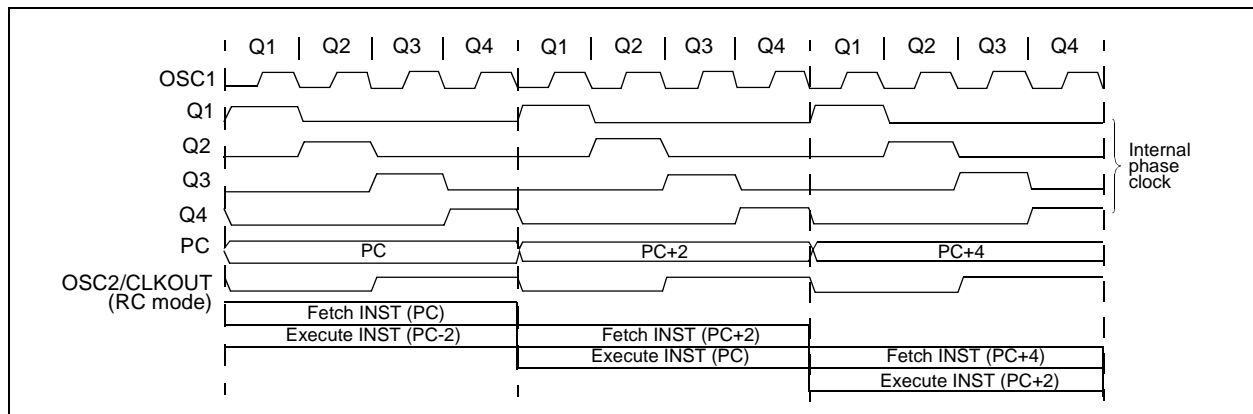 Q1 | Q2 | Q3 | Q4 | Q1 | Q2 | Q3 | Q4 | Q1 | Q2 | Q3 | Q4
OSC1
Q1
Q2
Q3
Q4
Internal
phase
clock
PC
PC
PC+2
PC+4
OSC2/CLKOUT
(RC mode)
Fetch INST (PC)
Execute INST (PC-2)
Fetch INST (PC+2)
Execute INST (PC)
Fetch INST (PC+4)
Execute INST (PC+2)